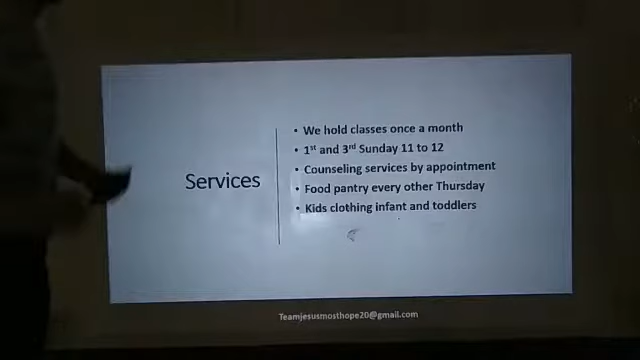 Services
• We hold classes once a month
• 1st and 3rd Sunday 11 to 12
• Counseling services by appointment
• Food pantry every other Thursday
• Kids clothing infant and toddlers
Teamjesusmosthope20@gmail.com